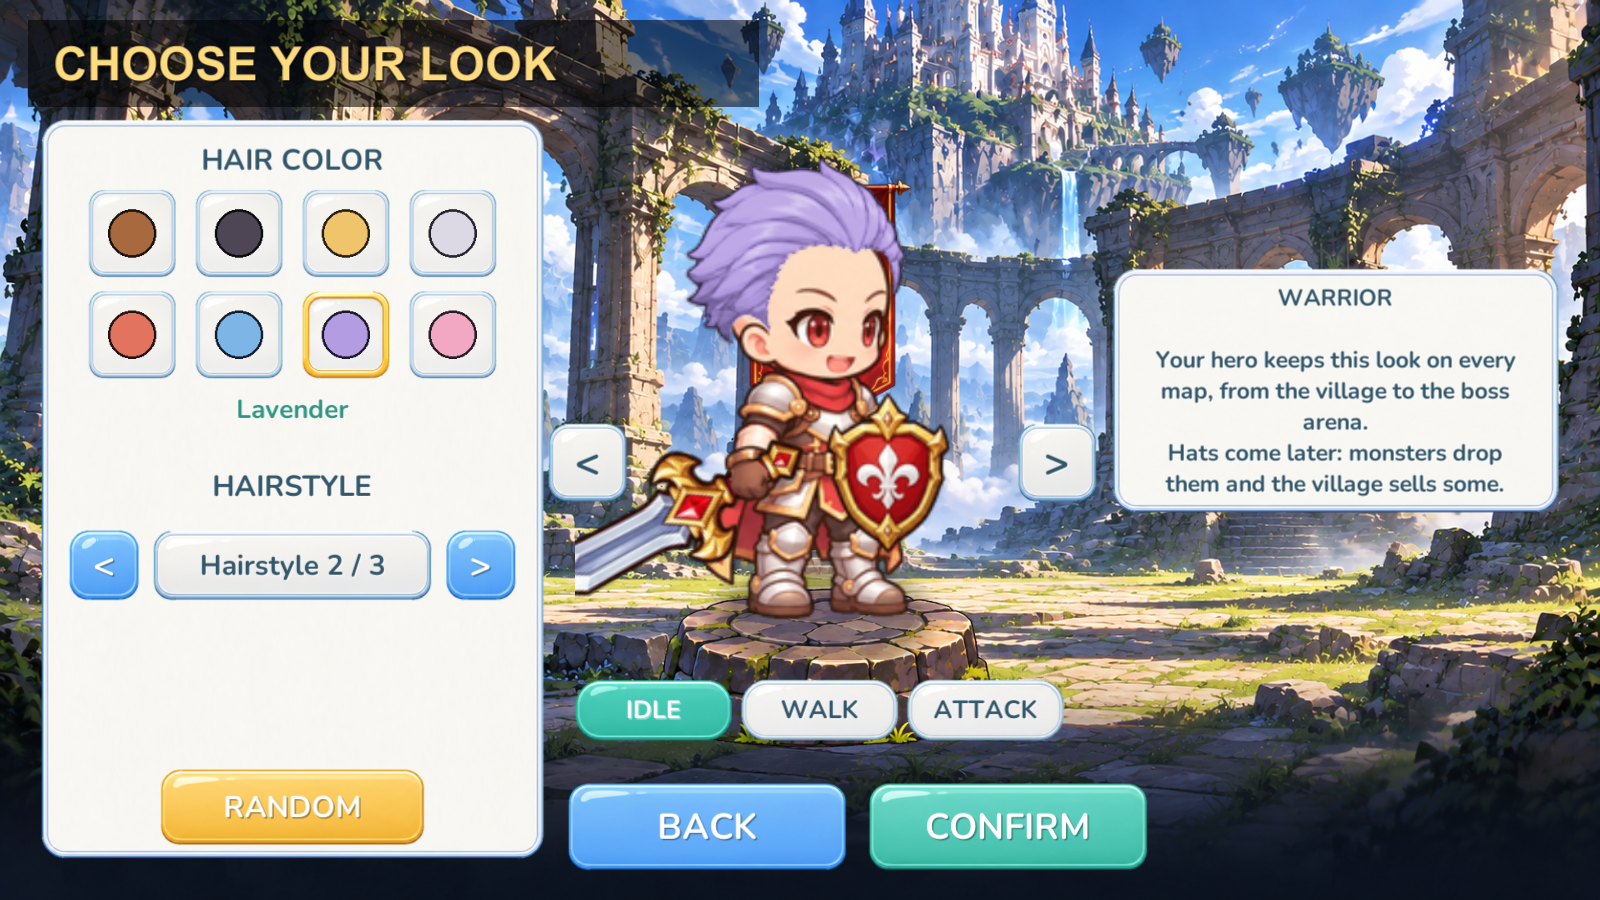 CHOOSE YOUR LOOK
HAIR COLOR
Lavender
HAIRSTYLE
<
Hairstyle 2 / 3
>
RANDOM
<
>
IDLE
WALK
ATTACK
BACK
CONFIRM
WARRIOR
Your hero keeps this look on every
map, from the village to the boss
arena.
Hats come later: monsters drop
them and the village sells some.